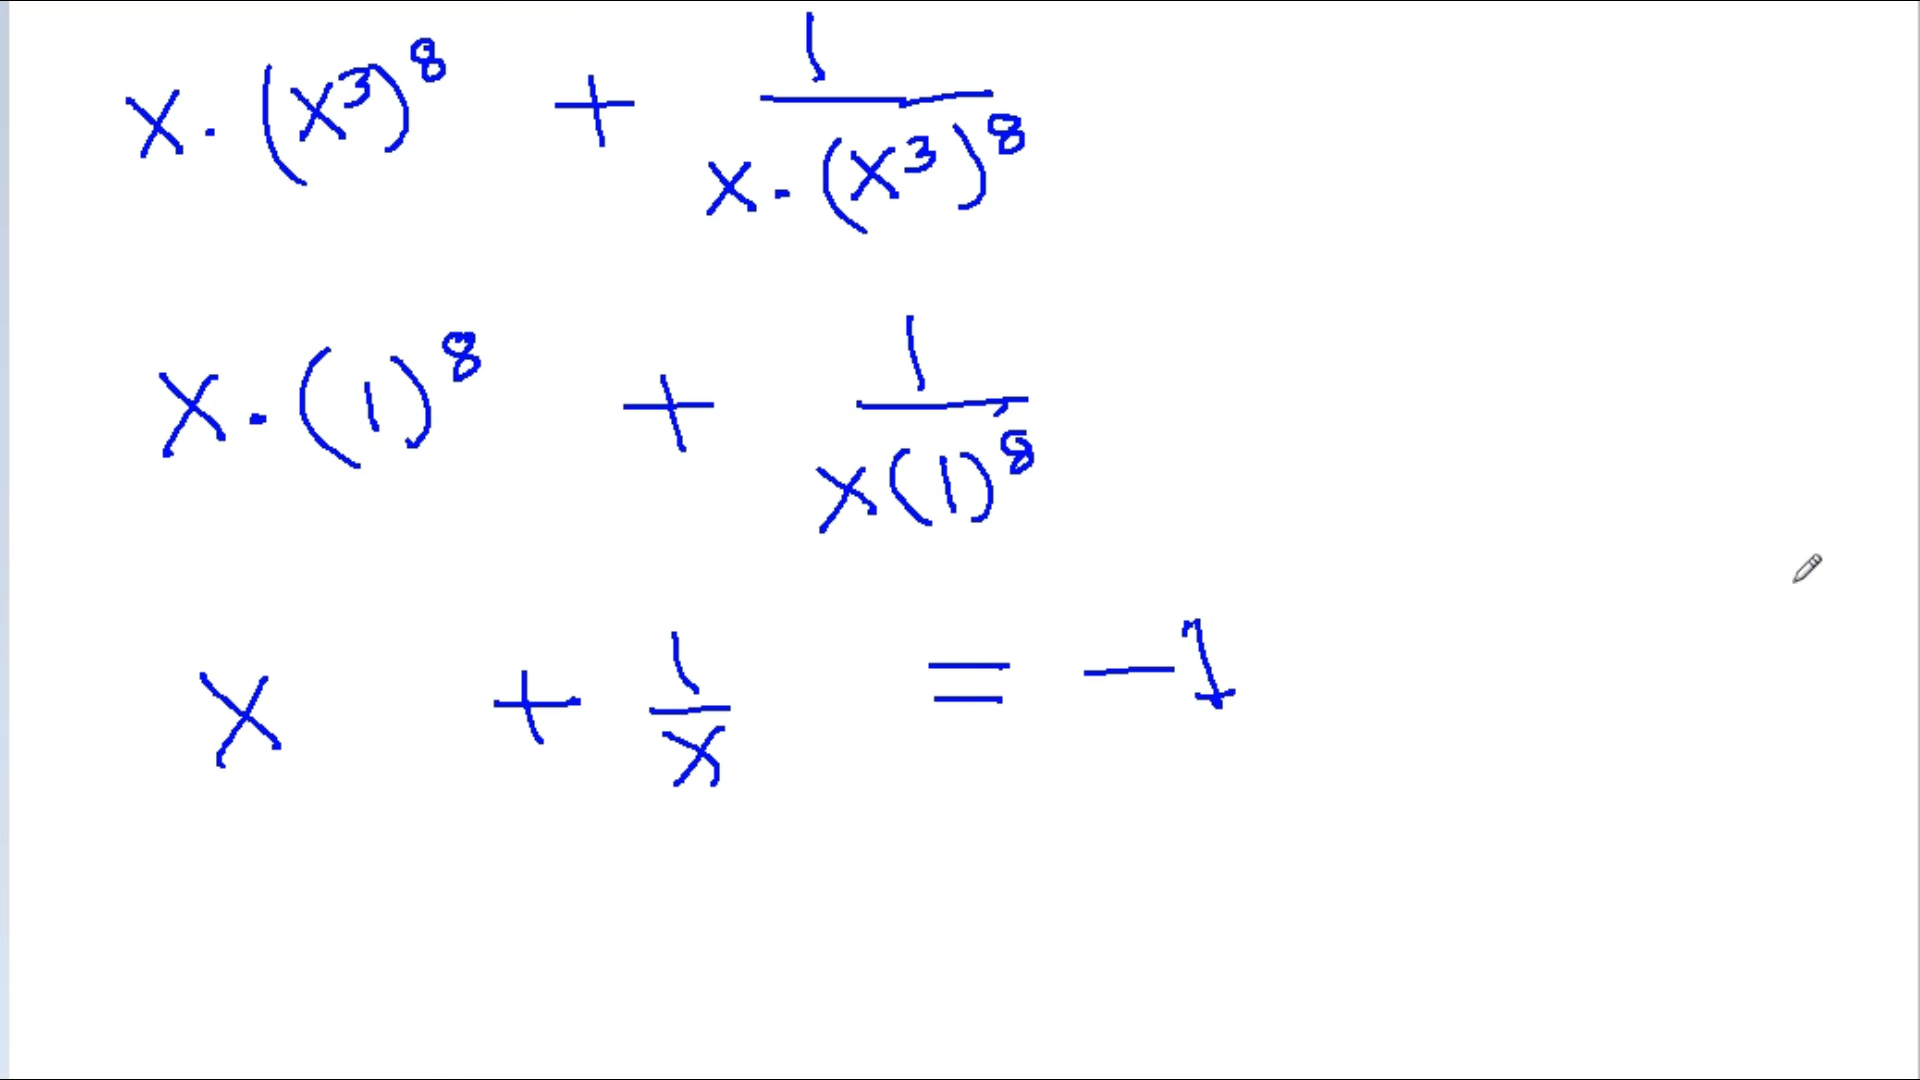 x · (x³)⁸ + 1/(x · (x³)⁸)
x · (1)⁸ + 1/(x(1)⁸)
x + 1/x = -1